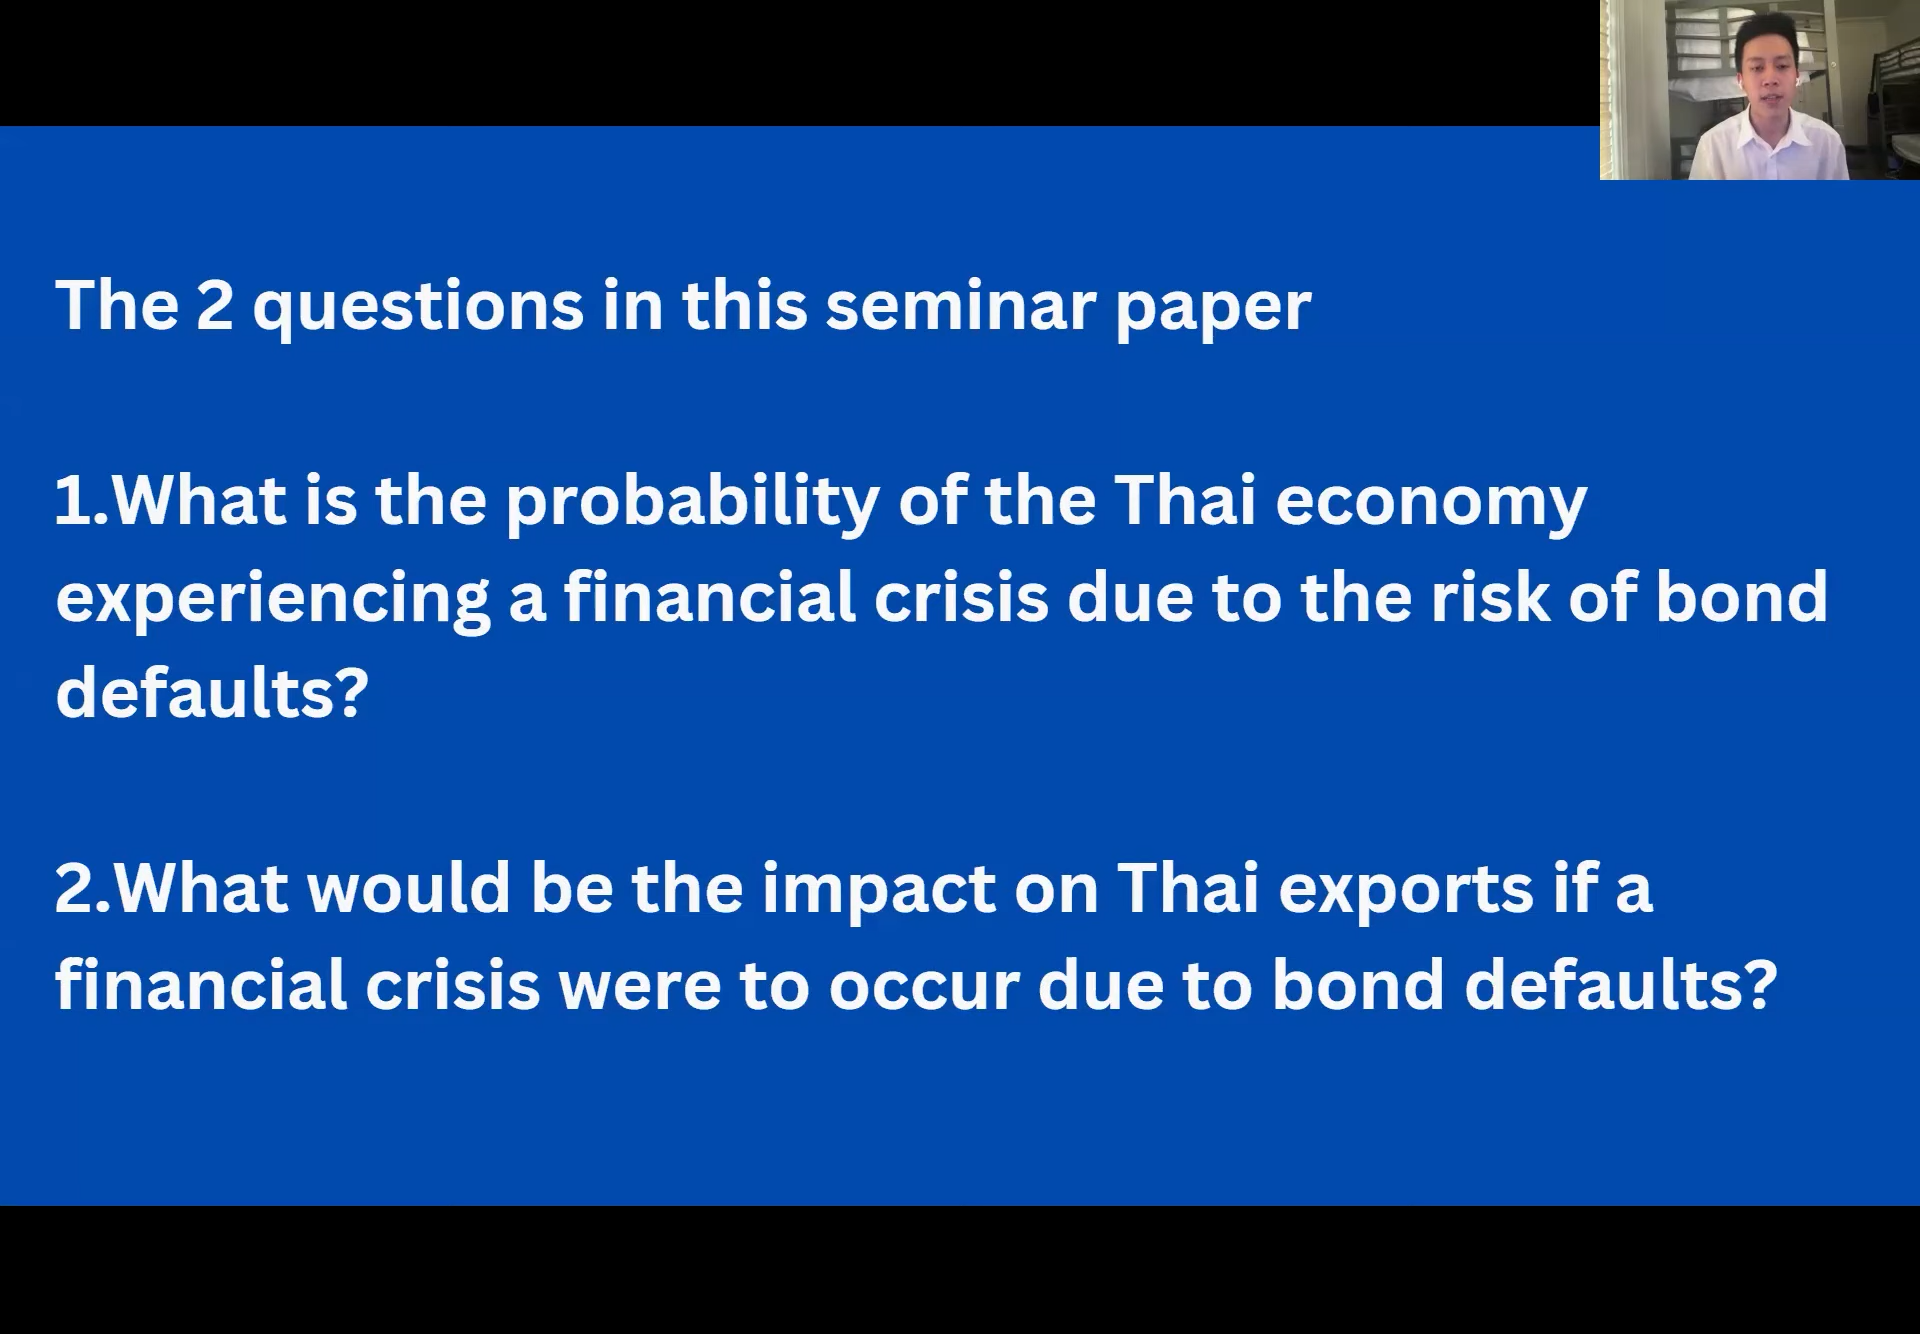 The 2 questions in this seminar paper
1.What is the probability of the Thai economy
experiencing a financial crisis due to the risk of bond
defaults?
2.What would be the impact on Thai exports if a
financial crisis were to occur due to bond defaults?